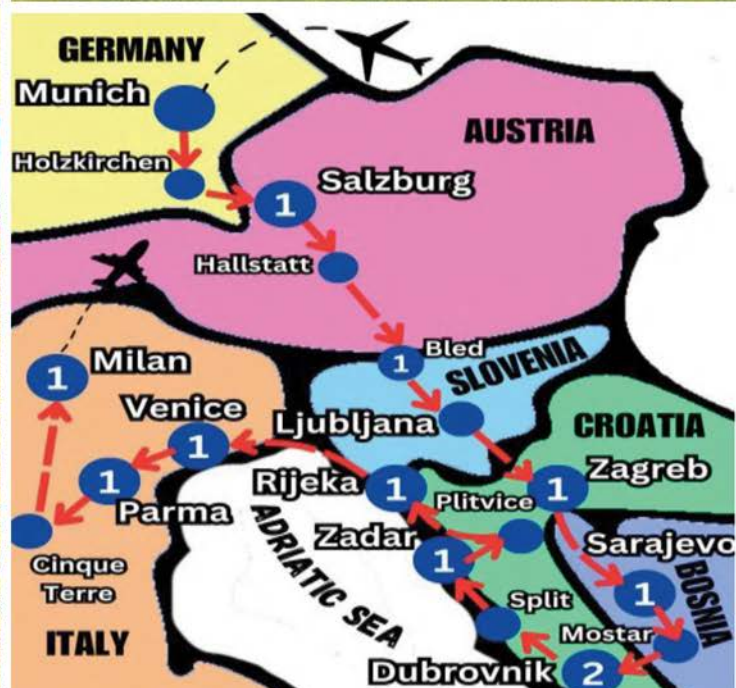 GERMANY
Munich
AUSTRIA
Holzkirchen
Salzburg
1
Hallstatt
Milan
1
Bled
1
SLOVENIA
Venice
1
Ljubljana
CROATIA
Rijeka
1
Plitvice
Zagreb
1
Parma
1
Zadar
1
Sarajevo
1
ADRIATIC SEA
BOSNIA
Cinque
Terre
Split
Mostar
ITALY
Dubrovnik
2